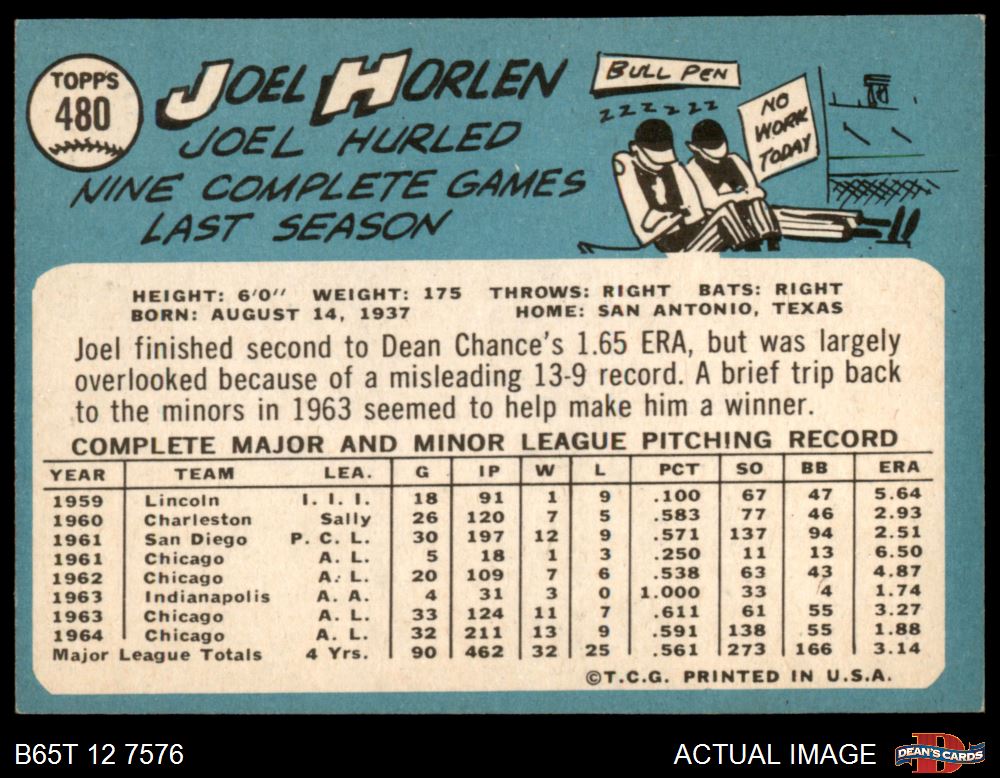 TOPPS
480
JOEL HORLEN
JOEL HURLED
NINE COMPLETE GAMES
LAST SEASON
BULL PEN
Z Z Z Z Z Z
NO
WORK
TODAY
HEIGHT: 6'0" WEIGHT: 175 THROWS: RIGHT BATS: RIGHT
BORN: AUGUST 14, 1937 HOME: SAN ANTONIO, TEXAS
Joel finished second to Dean Chance's 1.65 ERA, but was largely
overlooked because of a misleading 13-9 record. A brief trip back
to the minors in 1963 seemed to help make him a winner.
COMPLETE MAJOR AND MINOR LEAGUE PITCHING RECORD
YEAR TEAM LEA. G IP W L PCT SO BB ERA
1959 Lincoln I. I. I. 18 91 1 9 .100 67 47 5.64
1960 Charleston Sally 26 120 7 5 .583 77 46 2.93
1961 San Diego P. C. L. 30 197 12 9 .571 137 94 2.51
1961 Chicago A. L. 5 18 1 3 .250 11 13 6.50
1962 Chicago A. L. 20 109 7 6 .538 63 43 4.87
1963 Indianapolis A. A. 4 31 3 0 1.000 33 4 1.74
1963 Chicago A. L. 33 124 11 7 .611 61 55 3.27
1964 Chicago A. L. 32 211 13 9 .591 138 55 1.88
Major League Totals 4 Yrs. 90 462 32 25 .561 273 166 3.14
©T.C.G. PRINTED IN U.S.A.
B65T 12 7576 ACTUAL IMAGE DEAN'S CARDS